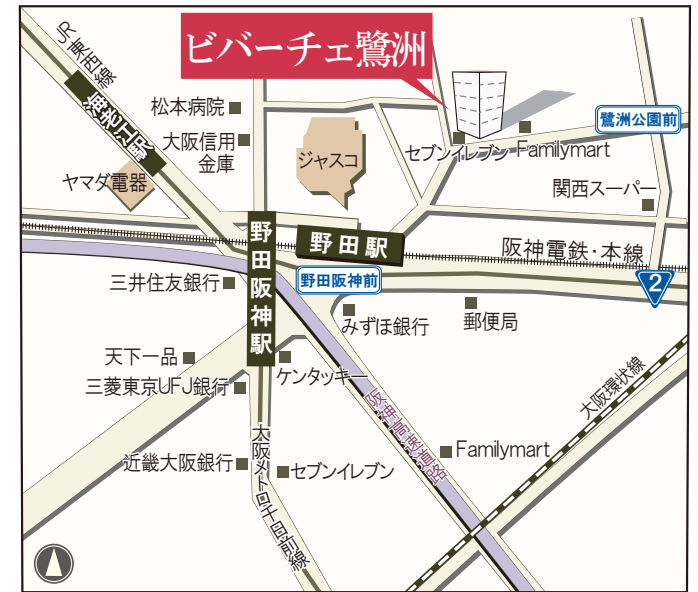 ビバーチェ鷺洲
JR東西線
海老江駅
松本病院
大阪信用
金庫
ヤマダ電器
ジャスコ
セブンイレブン
Familymart
鷺洲公園前
関西スーパー
野田駅
阪神電鉄・本線
野田阪神駅
野田阪神前
2
三井住友銀行
みずほ銀行
郵便局
天下一品
ケンタッキー
三菱東京UFJ銀行
大阪環状線
阪神高速道路
近畿大阪銀行
セブンイレブン
Familymart
大阪メトロ千日前線